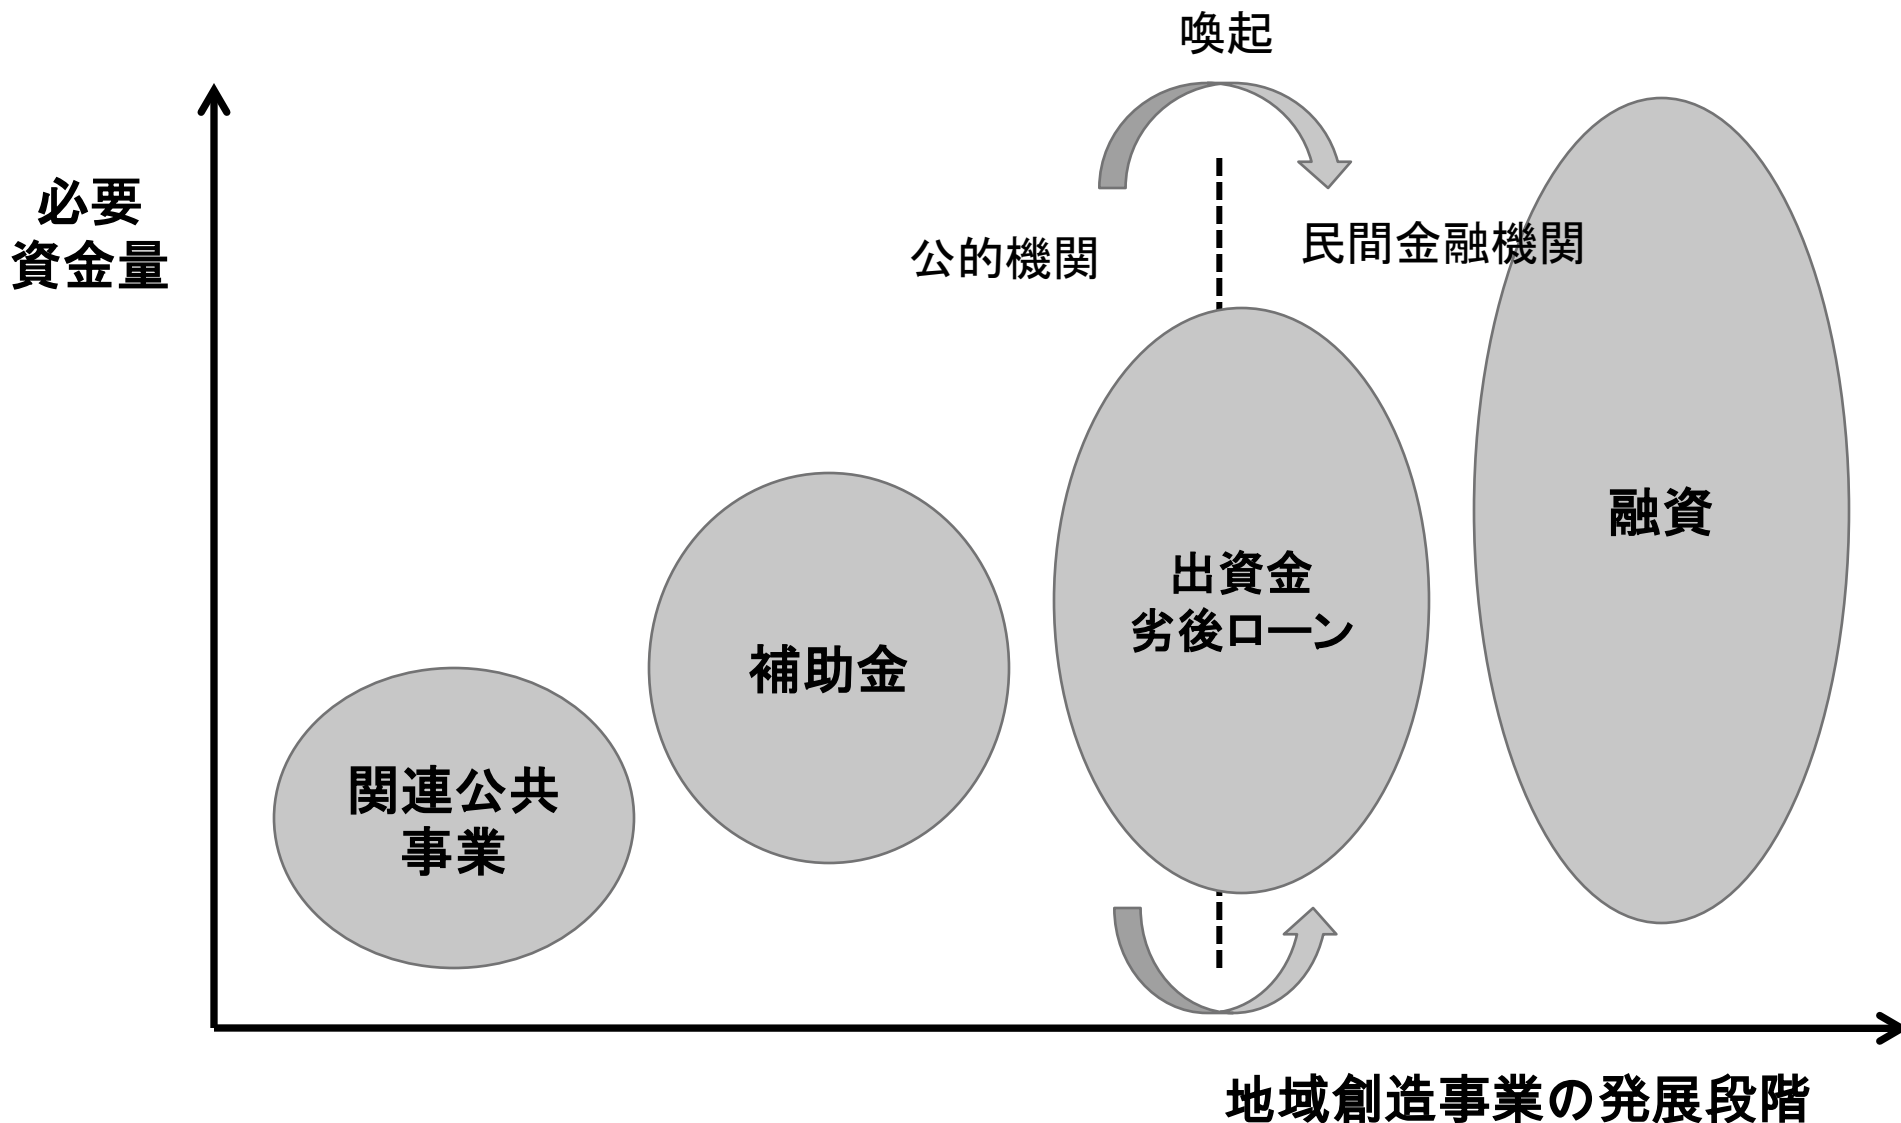 喚起
必要
資金量
公的機関
民間金融機関
融資
出資金
劣後ローン
補助金
関連公共
事業
地域創造事業の発展段階